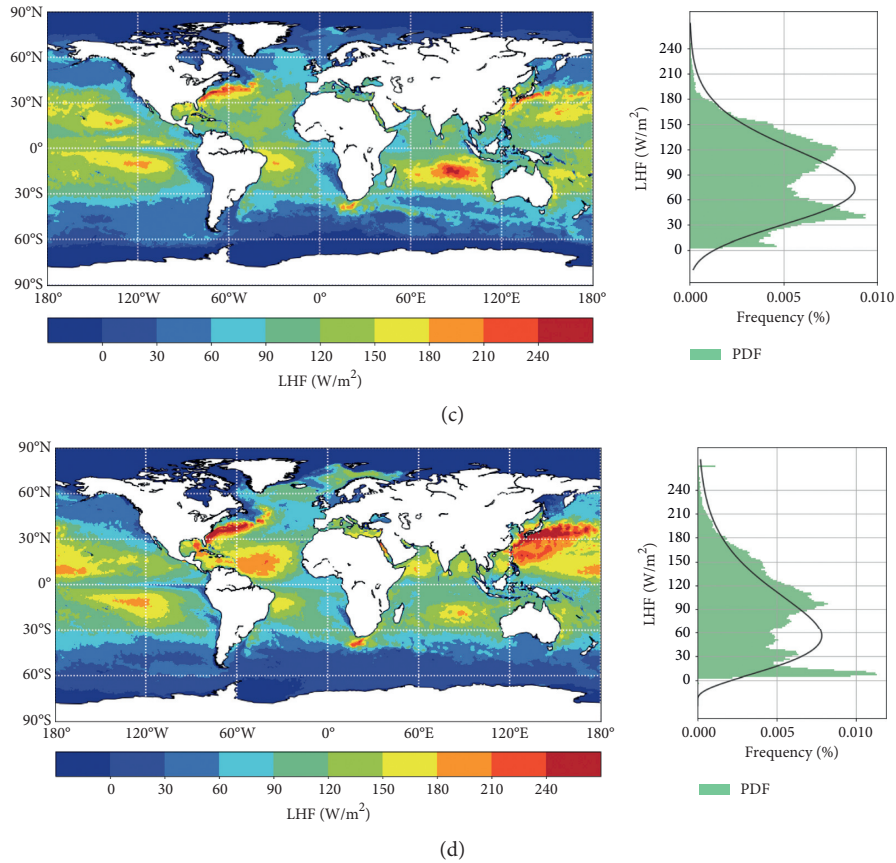 90°N
60°N
30°N
0°
30°S
60°S
90°S
180° 120°W 60°W 0° 60°E 120°E 180°
0 30 60 90 120 150 180 210 240
LHF (W/m²)
240
210
180
150
120
90
60
30
0
LHF (W/m²)
0.000 0.005 0.010
Frequency (%)
PDF
(c)
90°N
60°N
30°N
0°
30°S
60°S
90°S
180° 120°W 60°W 0° 60°E 120°E 180°
0 30 60 90 120 150 180 210 240
LHF (W/m²)
240
210
180
150
120
90
60
30
0
LHF (W/m²)
0.000 0.005 0.010
Frequency (%)
PDF
(d)